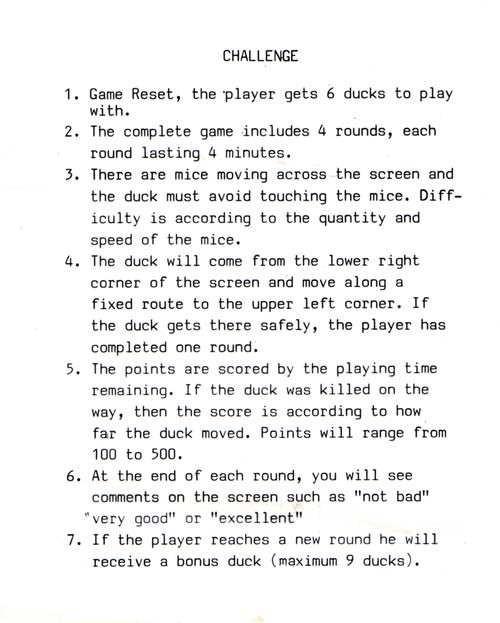 CHALLENGE
1. Game Reset, the player gets 6 ducks to play
with.
2. The complete game includes 4 rounds, each
round lasting 4 minutes.
3. There are mice moving across the screen and
the duck must avoid touching the mice. Diff-
iculty is according to the quantity and
speed of the mice.
4. The duck will come from the lower right
corner of the screen and move along a
fixed route to the upper left corner. If
the duck gets there safely, the player has
completed one round.
5. The points are scored by the playing time
remaining. If the duck was killed on the
way, then the score is according to how
far the duck moved. Points will range from
100 to 500.
6. At the end of each round, you will see
comments on the screen such as "not bad"
"very good" or "excellent"
7. If the player reaches a new round he will
receive a bonus duck (maximum 9 ducks).